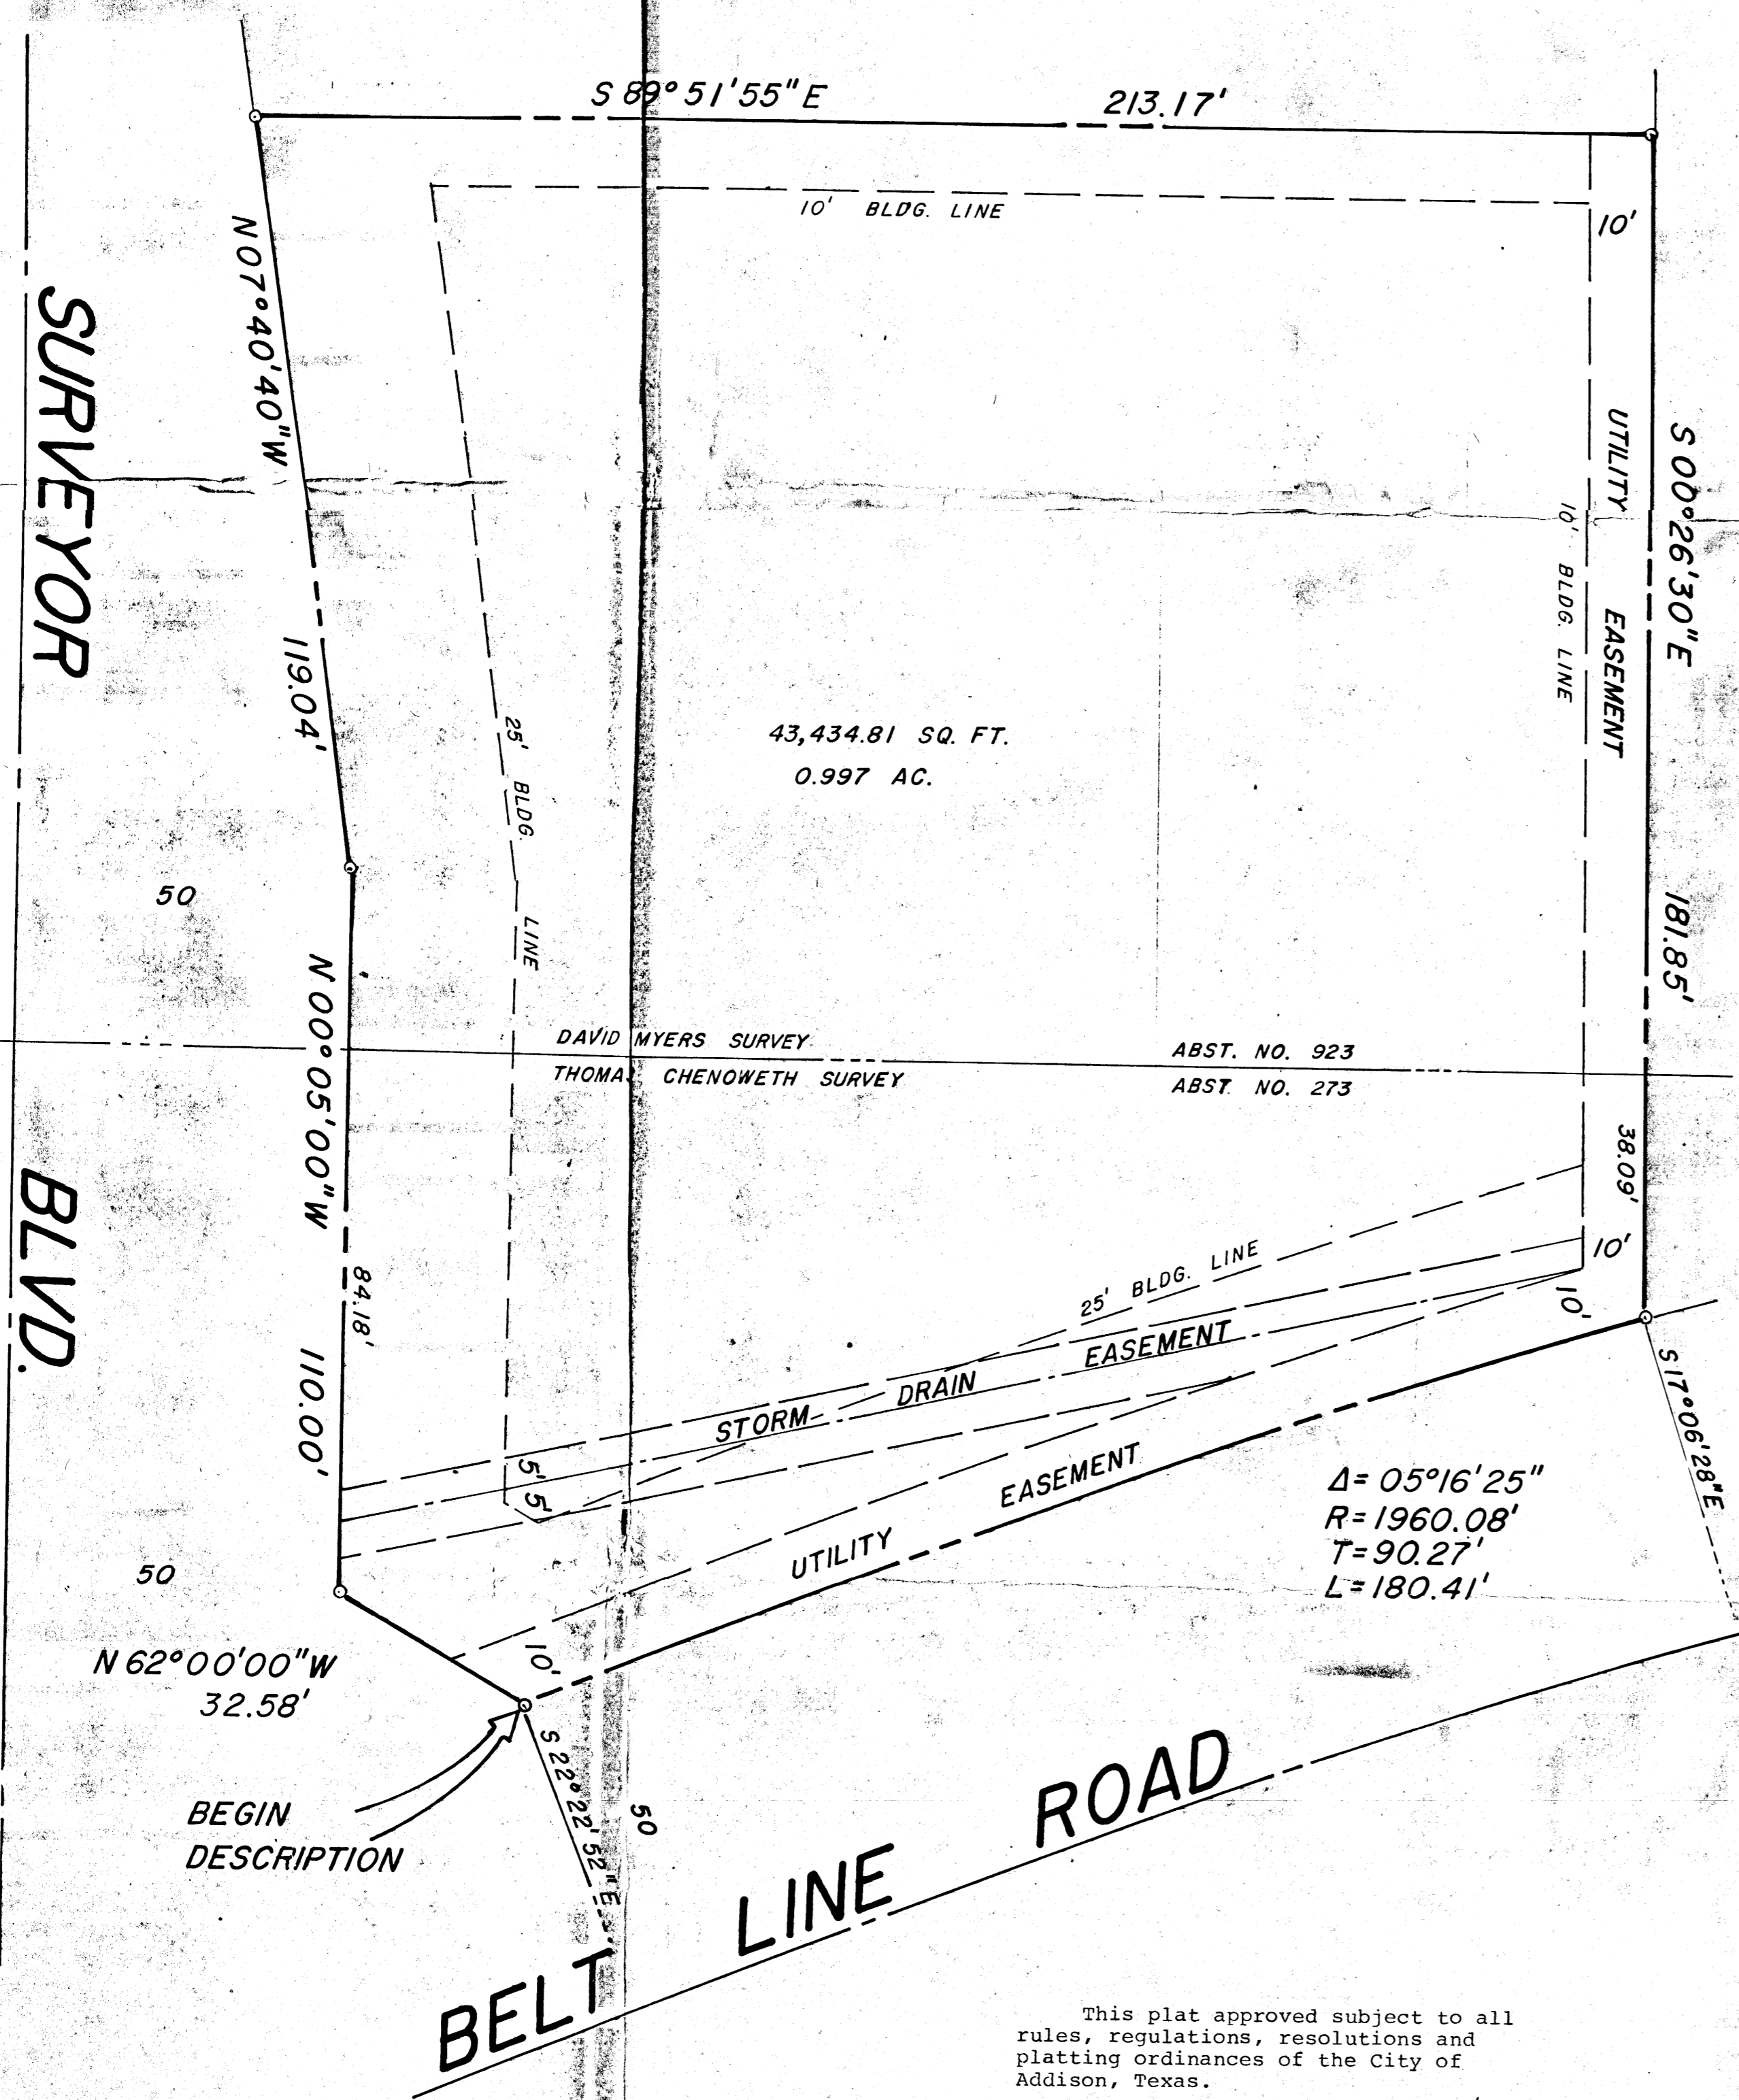 S 89° 51' 55" E 213.17'
10' BLDG. LINE
10'
N 07° 40' 40" W
119.04'
SURVEYOR
BLVD.
UTILITY EASEMENT
10' BLDG. LINE
S 00° 26' 30" E
181.85'
25' BLDG. LINE
43,434.81 SQ. FT.
0.997 AC.
50
N 00° 05' 00" W
110.00'
84.18'
DAVID MYERS SURVEY ABST. NO. 923
THOMAS CHENOWETH SURVEY ABST. NO. 273
38.09'
10'
10'
25' BLDG. LINE
STORM DRAIN EASEMENT
5'
5'
UTILITY EASEMENT
S 17° 06' 28" E
Δ= 05° 16' 25"
R= 1960.08'
T= 90.27'
L= 180.41'
50
N 62° 00' 00" W
32.58'
10'
BEGIN
DESCRIPTION
S 22° 22' 52" E
50
BELT LINE ROAD
This plat approved subject to all
rules, regulations, resolutions and
platting ordinances of the City of
Addison, Texas.